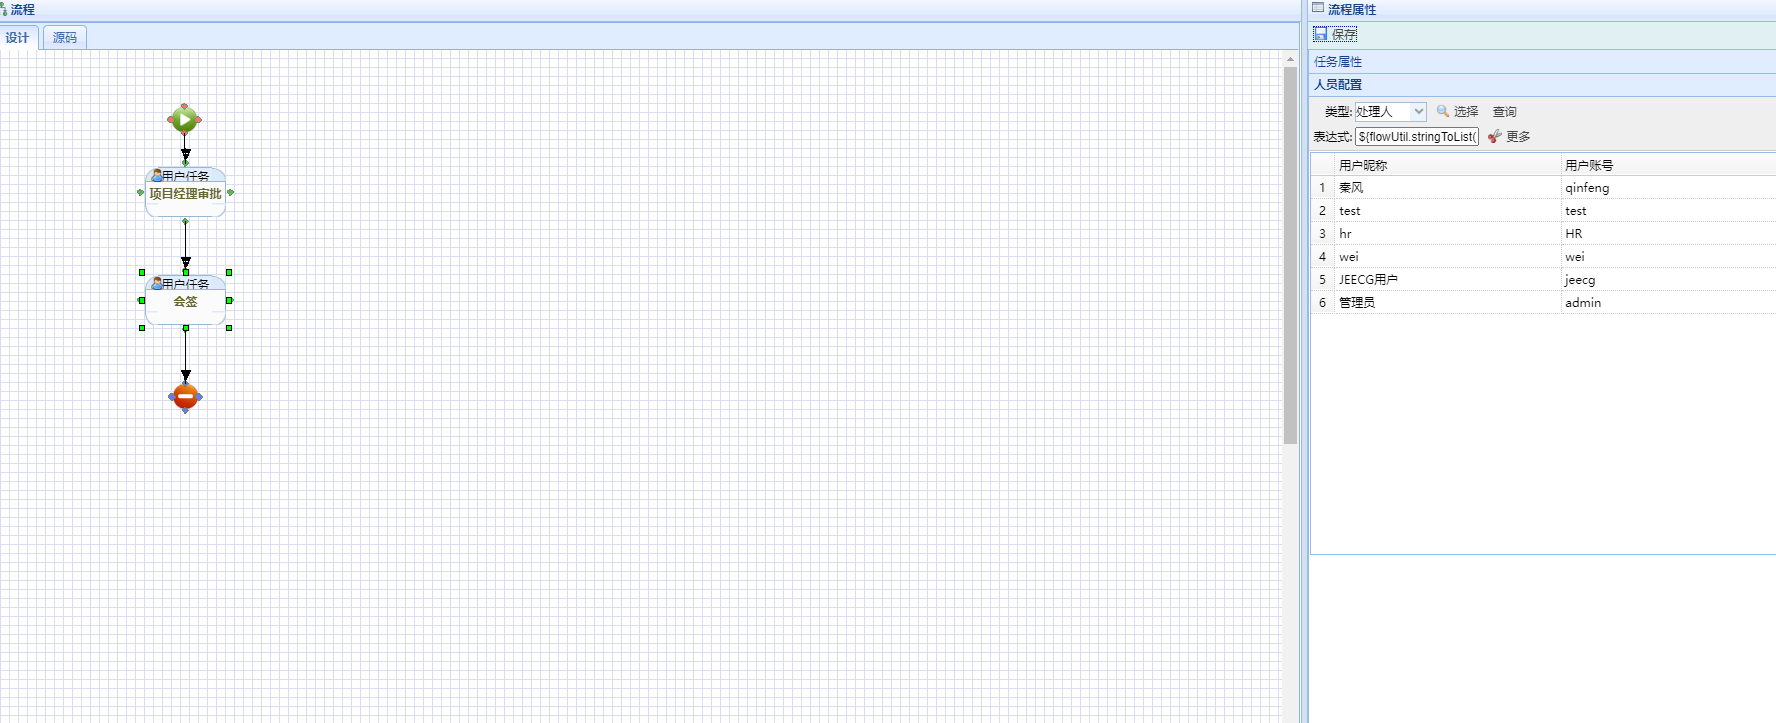 流程
设计 源码
用户任务
项目经理审批
用户任务
会签
流程属性
保存
任务属性
人员配置
类型: 处理人 选择 查询
表达式: ${flowUtil.stringToList( 更多
用户昵称 用户账号
1 秦风 qinfeng
2 test test
3 hr HR
4 wei wei
5 JEECG用户 jeecg
6 管理员 admin